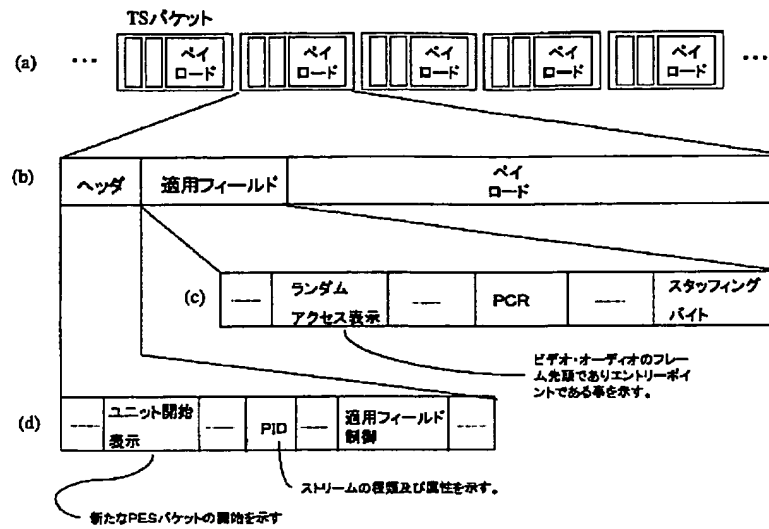 TSパケット
(a) … ペイ ペイ ペイ ペイ ペイ …
ロード ロード ロード ロード ロード
(b) ヘッダ 適用フィールド ペイ
ロード
(c) ランダム PCR スタッフィング
アクセス表示 バイト
ビデオ・オーディオのフレー
ム先頭でありエントリーポイ
ントである事を示す。
(d) ユニット開始 PID 適用フィールド
表示 制御
ストリームの種類及び属性を示す。
新たなPESパケットの開始を示す